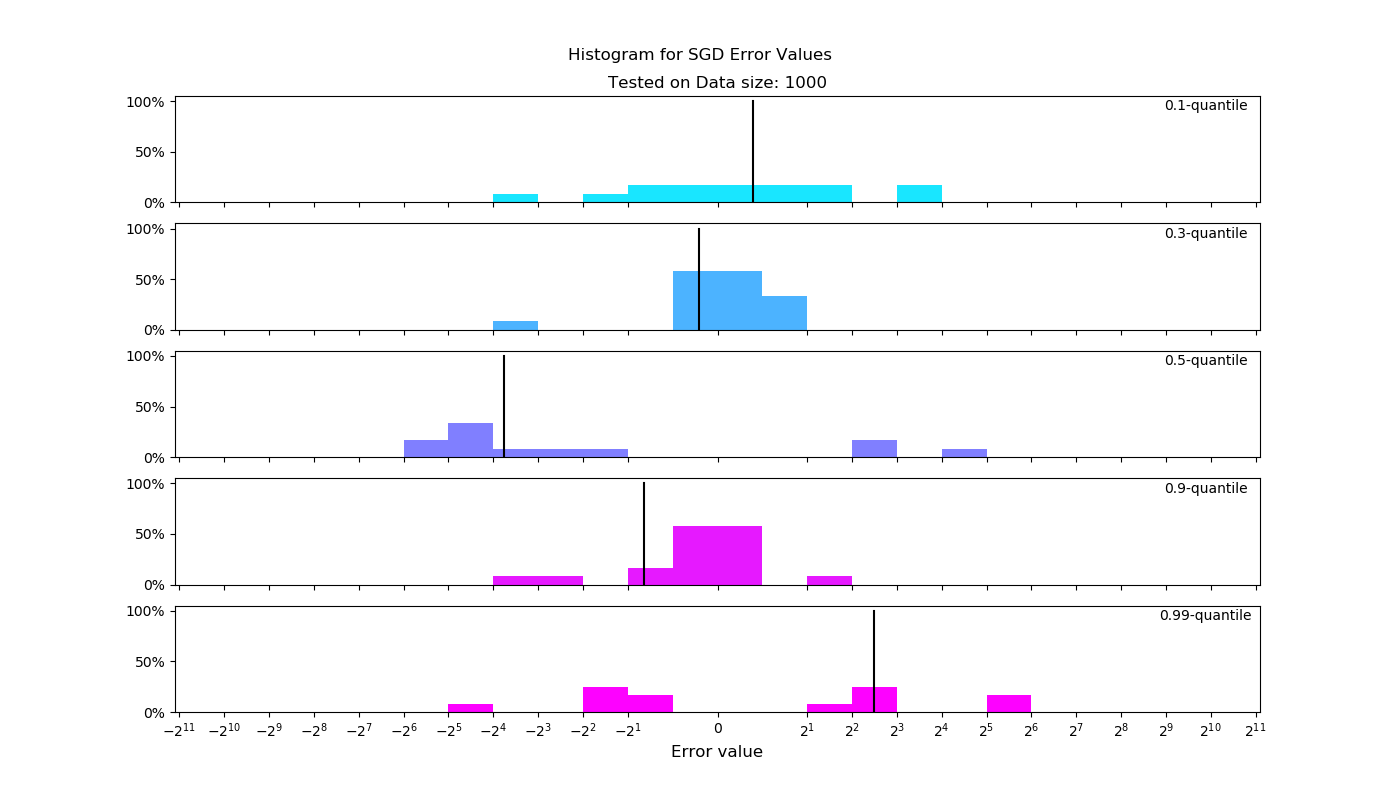 Histogram for SGD Error Values
Tested on Data size: 1000
100%
50%
0%
0.1-quantile
100%
50%
0%
0.3-quantile
100%
50%
0%
0.5-quantile
100%
50%
0%
0.9-quantile
100%
50%
0%
0.99-quantile
−2¹¹ −2¹⁰ −2⁹ −2⁸ −2⁷ −2⁶ −2⁵ −2⁴ −2³ −2² −2¹ 0 2¹ 2² 2³ 2⁴ 2⁵ 2⁶ 2⁷ 2⁸ 2⁹ 2¹⁰ 2¹¹
Error value